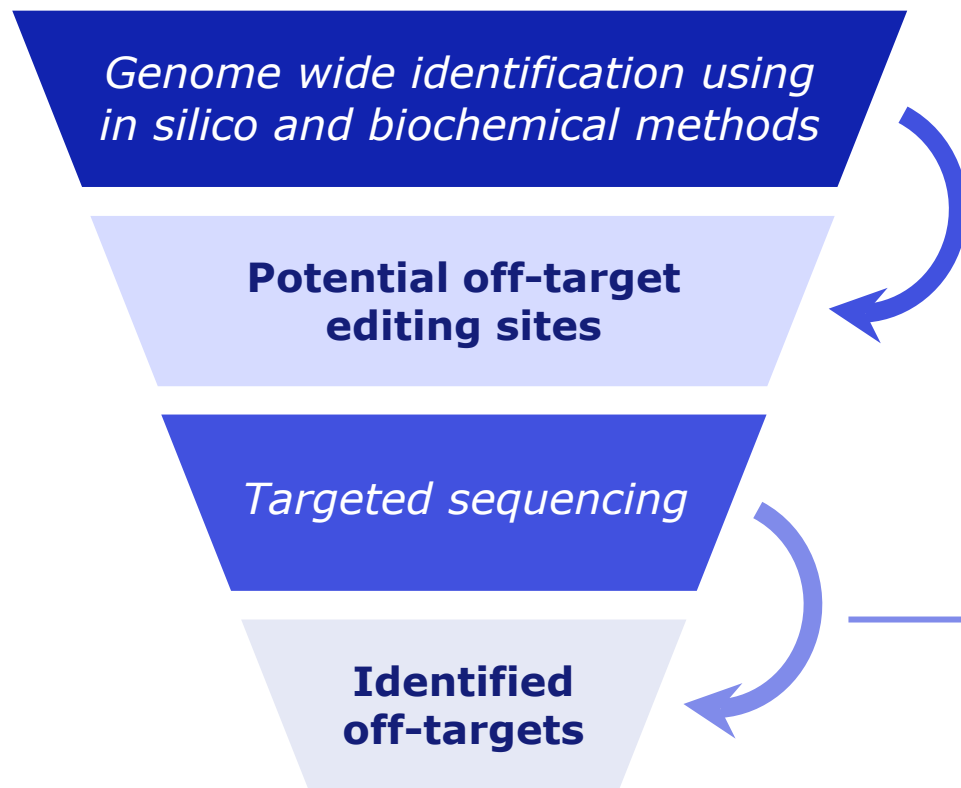 Genome wide identification using
in silico and biochemical methods
Potential off-target
editing sites
Targeted sequencing
Identified
off-targets